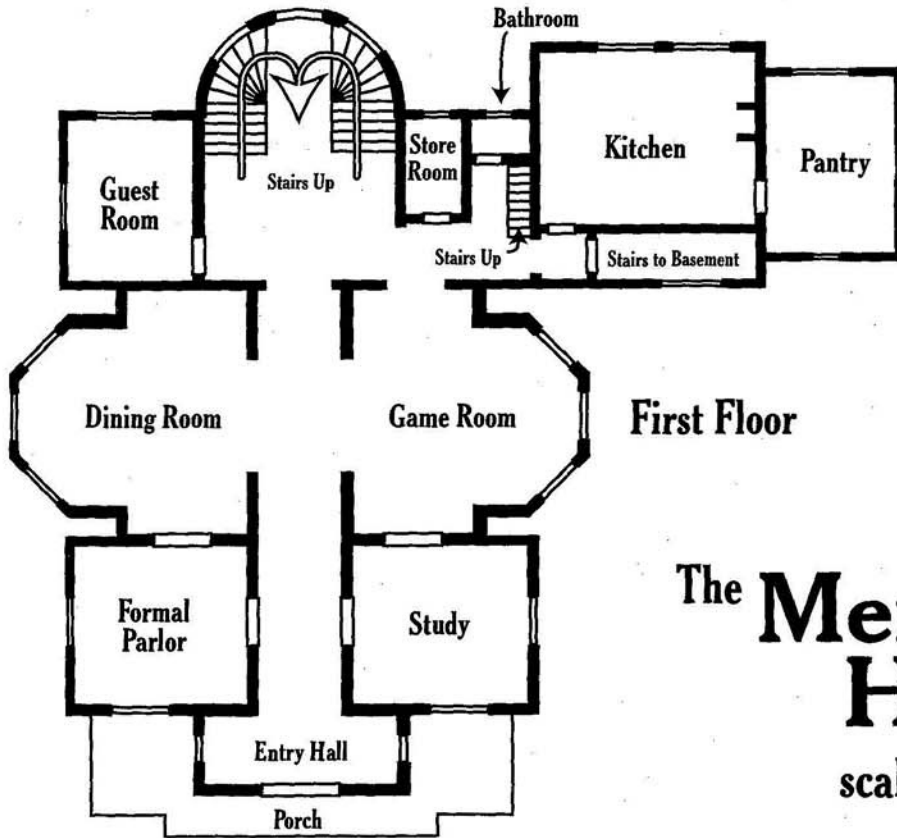 Bathroom
Guest
Room
Stairs Up
Store
Room
Kitchen
Pantry
Stairs Up
Stairs to Basement
Dining Room
Game Room
First Floor
Formal
Parlor
Study
The
Entry Hall
Porch